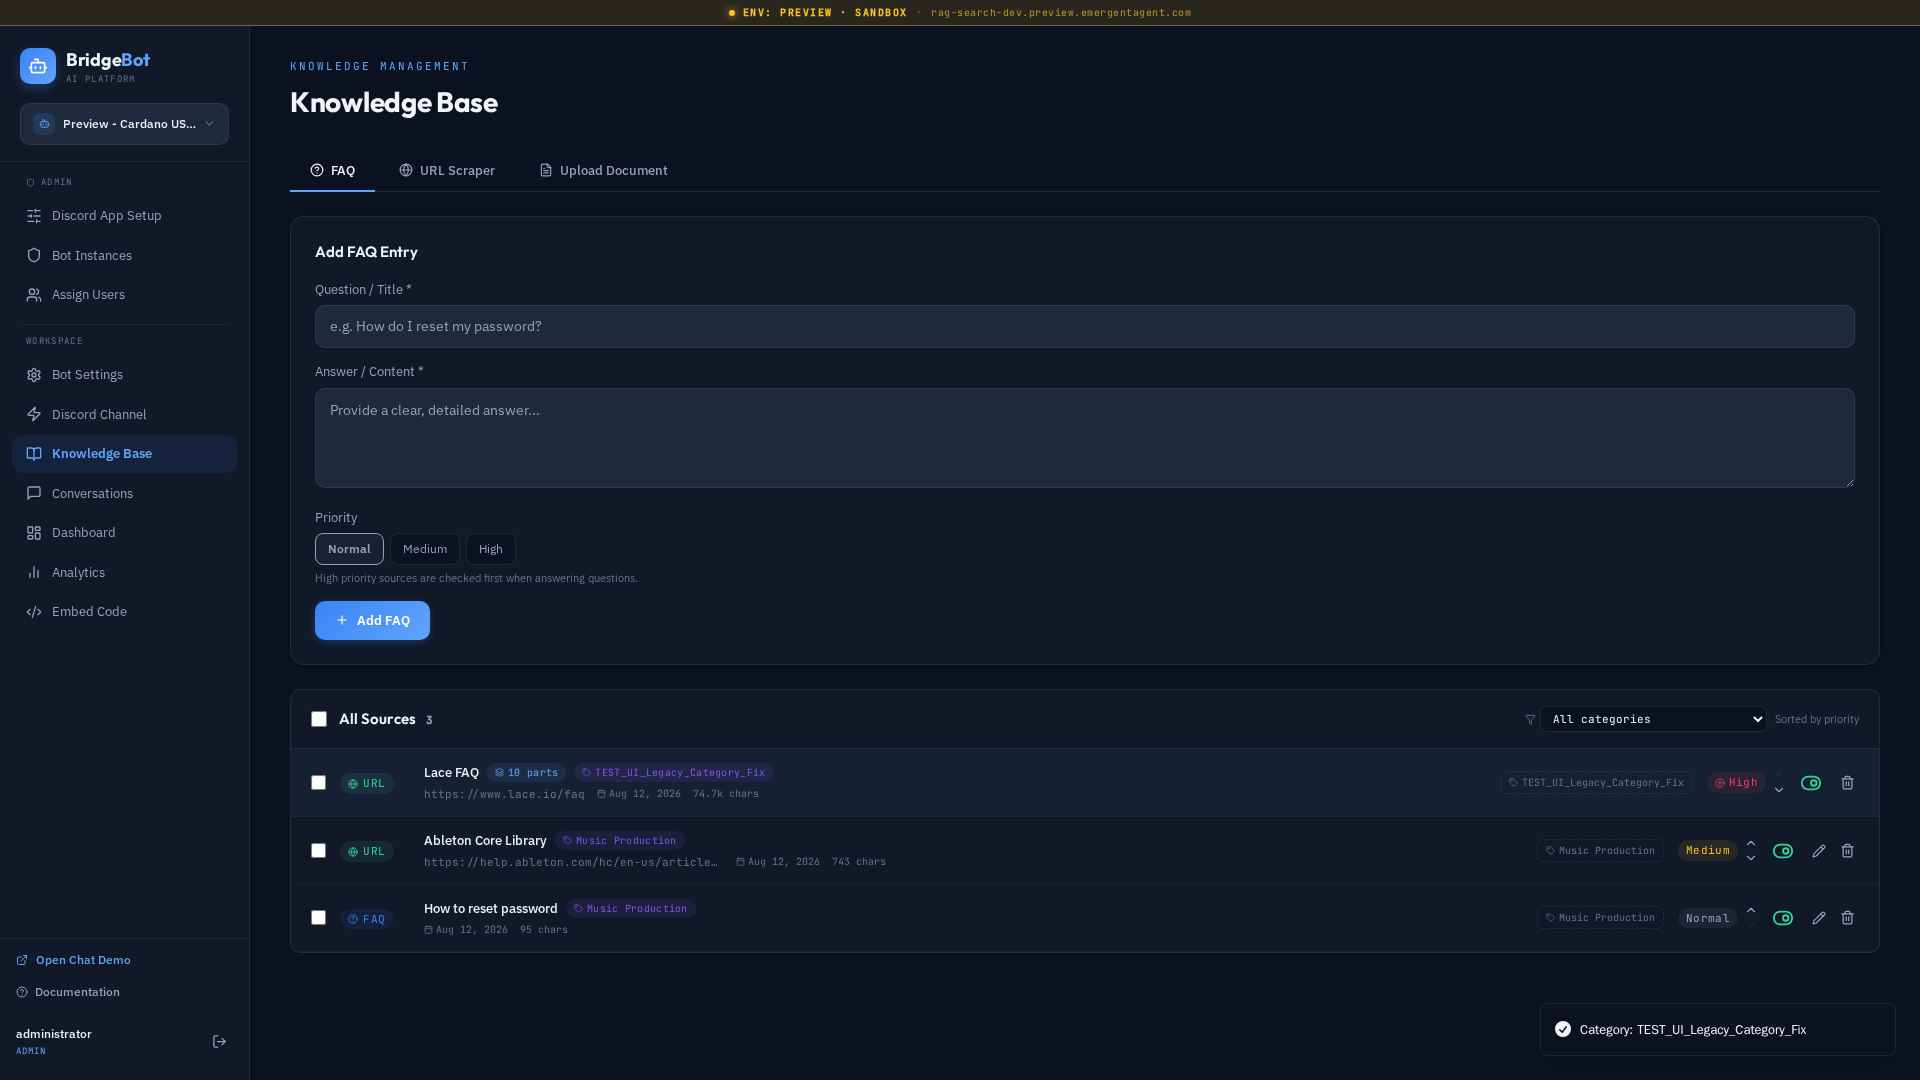 ENV: PREVIEW · SANDBOX · rag-search-dev.preview.emergentagent.com
BridgeBot
AI PLATFORM
Preview - Cardano US...
ADMIN
Discord App Setup
Bot Instances
Assign Users
WORKSPACE
Bot Settings
Discord Channel
Knowledge Base
Conversations
Dashboard
Analytics
Embed Code
Open Chat Demo
Documentation
administrator
ADMIN
KNOWLEDGE MANAGEMENT
Knowledge Base
FAQ URL Scraper Upload Document
Add FAQ Entry
Question / Title *
e.g. How do I reset my password?
Answer / Content *
Provide a clear, detailed answer...
Priority
Normal Medium High
High priority sources are checked first when answering questions.
Add FAQ
All Sources 3 All categories Sorted by priority
URL Lace FAQ 10 parts TEST_UI_Legacy_Category_Fix TEST_UI_Legacy_Category_Fix High
https://www.lace.io/faq Aug 12, 2026 74.7k chars
URL Ableton Core Library Music Production Music Production Medium
https://help.ableton.com/hc/en-us/article… Aug 12, 2026 743 chars
FAQ How to reset password Music Production Music Production Normal
Aug 12, 2026 95 chars
Category: TEST_UI_Legacy_Category_Fix